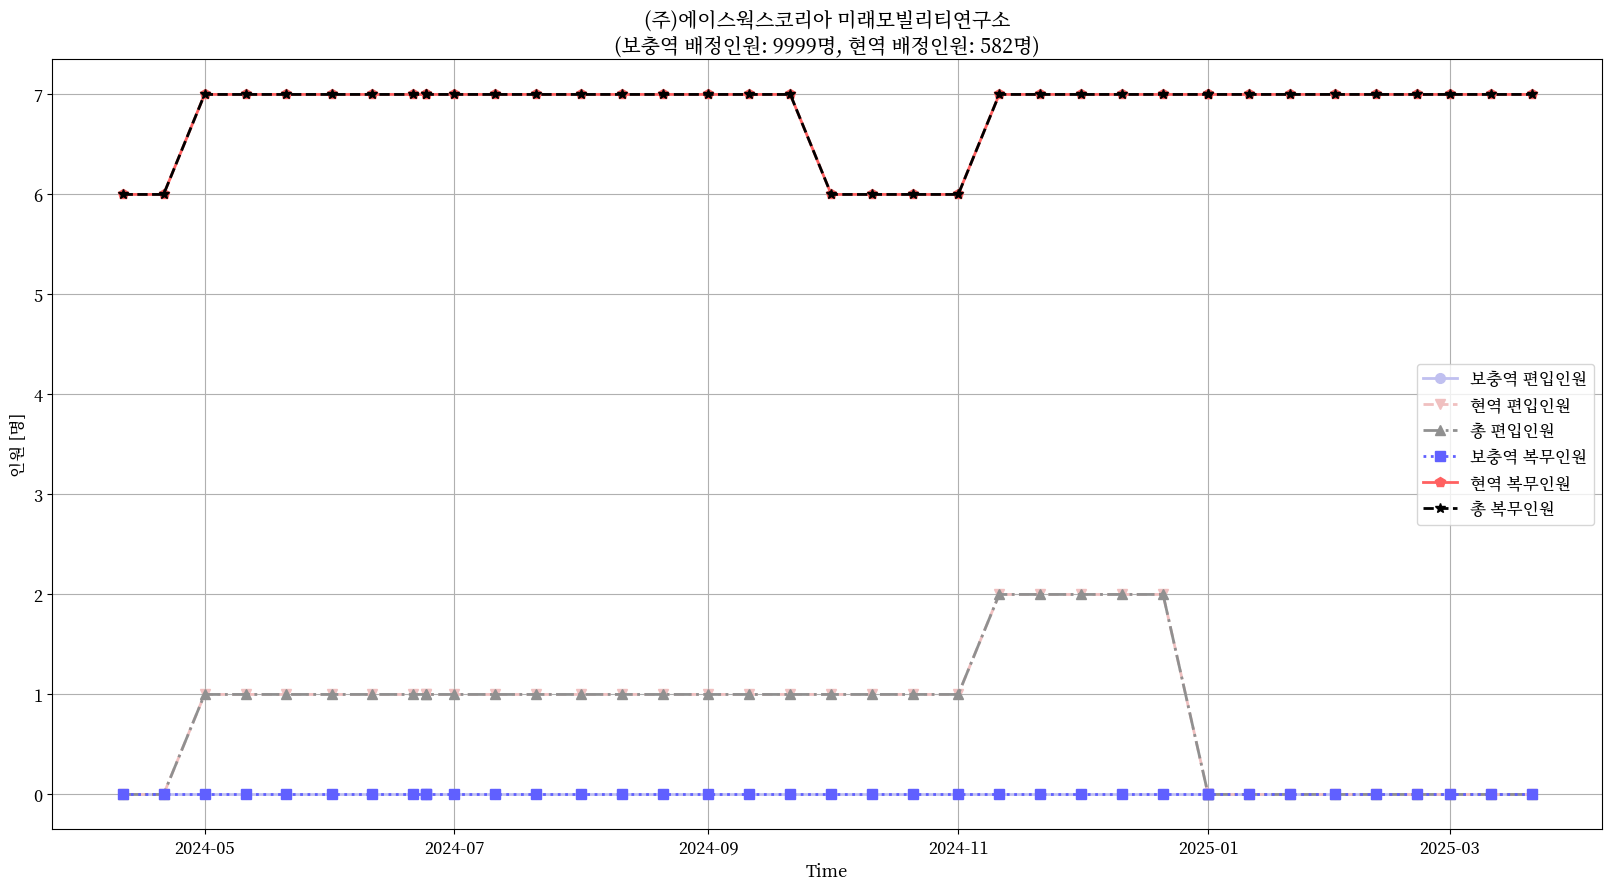 (주)에이스웍스코리아 미래모빌리티연구소
(보충역 배정인원: 9999명, 현역 배정인원: 582명)
7
6
5
4
3
2
1
0
인원 [명]
보충역 편입인원
현역 편입인원
총 편입인원
보충역 복무인원
현역 복무인원
총 복무인원
2024-05
2024-07
2024-09
2024-11
2025-01
2025-03
Time